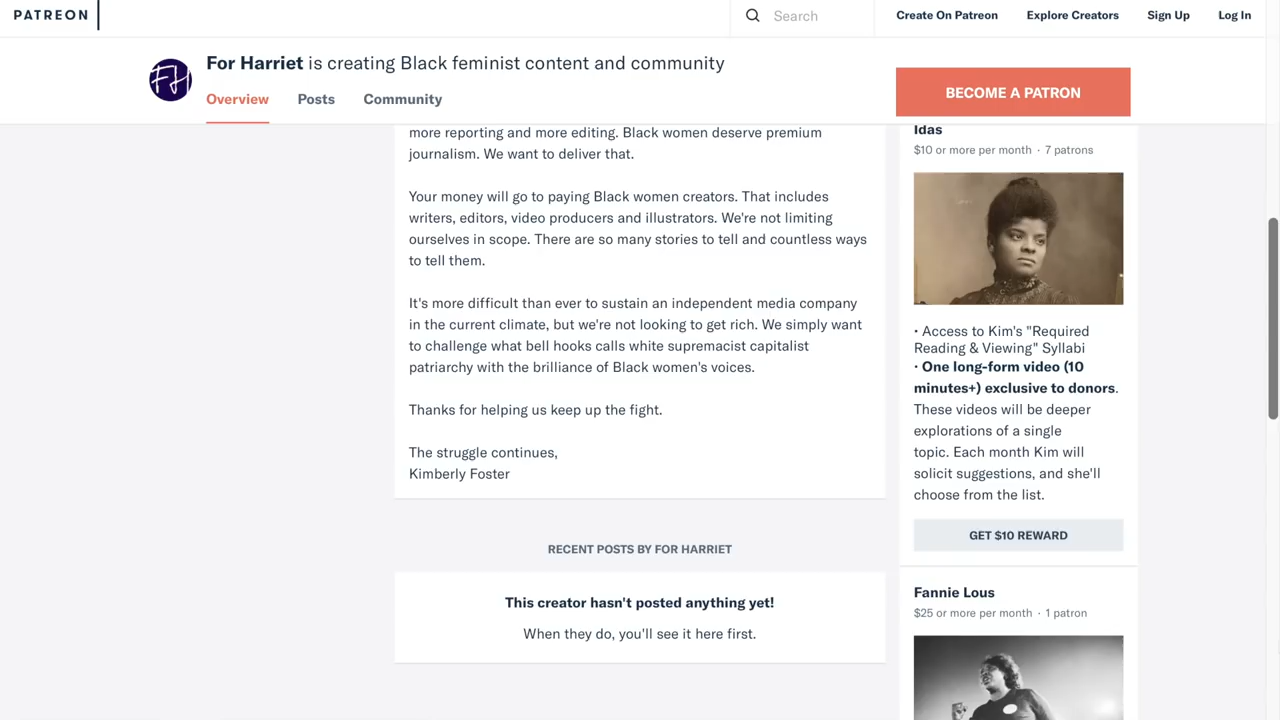 PATREON
Search
Create On Patreon
Explore Creators
Sign Up
Log In
FH
For Harriet is creating Black feminist content and community
Overview
Posts
Community
BECOME A PATRON
more reporting and more editing. Black women deserve premium
journalism. We want to deliver that.
Your money will go to paying Black women creators. That includes
writers, editors, video producers and illustrators. We're not limiting
ourselves in scope. There are so many stories to tell and countless ways
to tell them.
It's more difficult than ever to sustain an independent media company
in the current climate, but we're not looking to get rich. We simply want
to challenge what bell hooks calls white supremacist capitalist
patriarchy with the brilliance of Black women's voices.
Thanks for helping us keep up the fight.
The struggle continues,
Kimberly Foster
RECENT POSTS BY FOR HARRIET
This creator hasn't posted anything yet!
When they do, you'll see it here first.
Idas
$10 or more per month · 7 patrons
• Access to Kim's "Required
Reading & Viewing" Syllabi
• One long-form video (10
minutes+) exclusive to donors.
These videos will be deeper
explorations of a single
topic. Each month Kim will
solicit suggestions, and she'll
choose from the list.
GET $10 REWARD
Fannie Lous
$25 or more per month · 1 patron